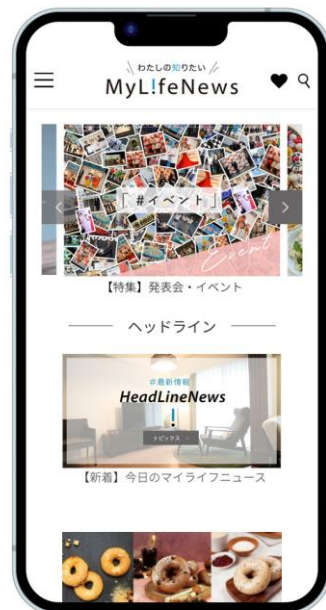 わたしの知りたい
MyL!feNews
「 #イベント 」
Event
【特集】発表会・イベント
ヘッドライン
#最新情報
HeadLineNews
!
トピックス
【新着】今日のマイライフニュース